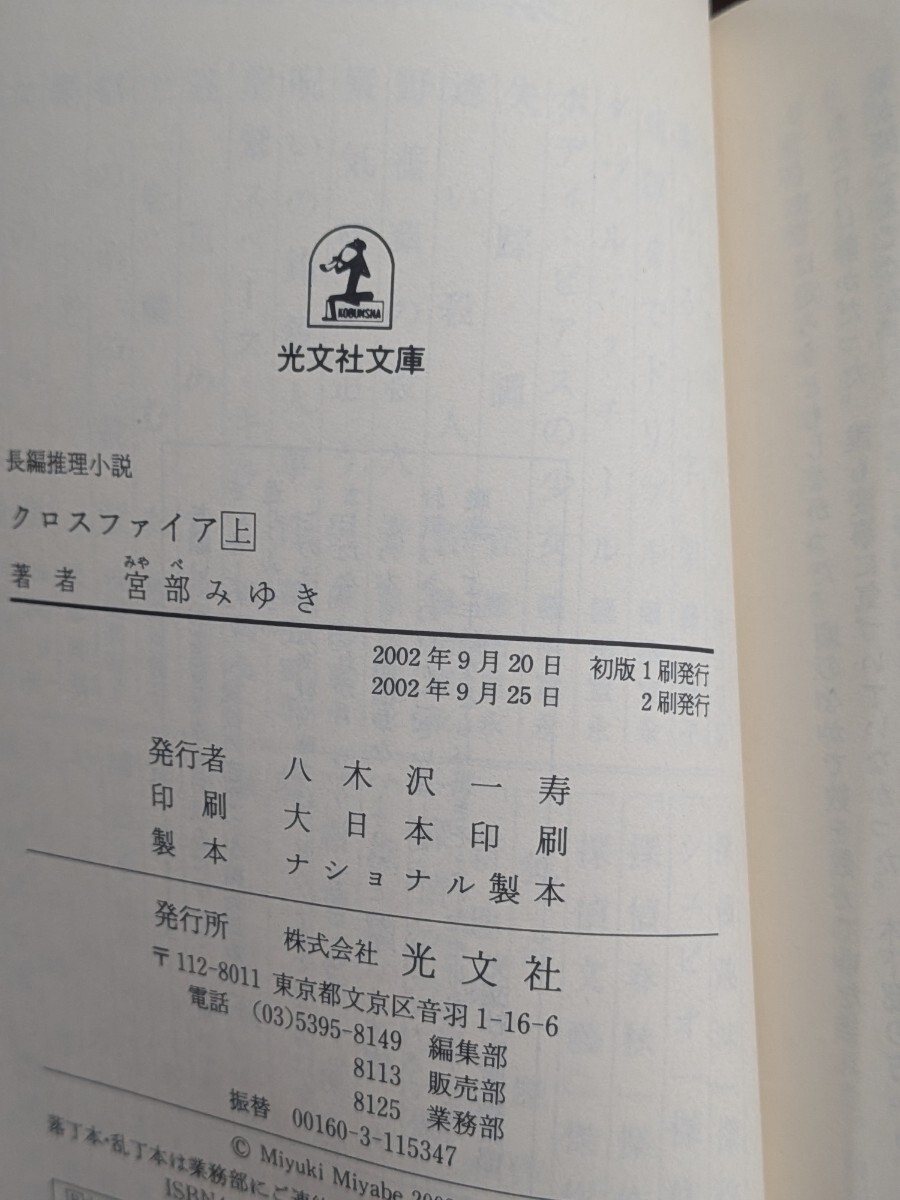 KOBUNSHA
光文社文庫
長編推理小説
クロスファイア上
みや べ
著者 宮部みゆき
2002年9月20日 初版1刷発行
2002年9月25日 2刷発行
発行者 八木沢一寿
印刷 大日本印刷
製本 ナショナル製本
発行所 株式会社 光文社
〒112-8011 東京都文京区音羽1-16-6
電話 (03)5395-8149 編集部
8113 販売部
8125 業務部
振替 00160-3-115347
© Miyuki Miyabe 200
落丁本・乱丁本は業務部にご連
ISBN